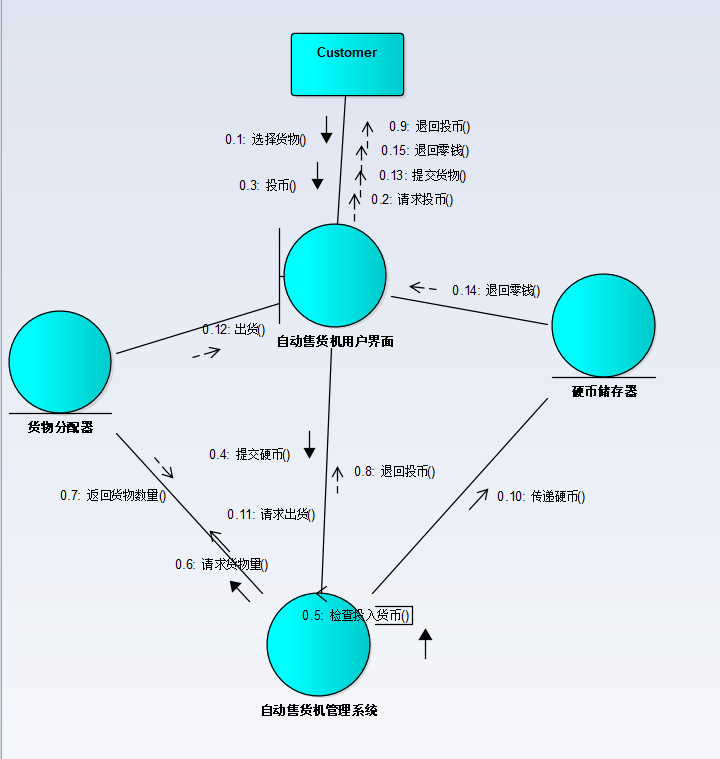 Customer
0.1: 选择货物()
0.9: 退回投币()
0.15: 退回零钱()
0.3: 投币()
0.13: 提交货物()
0.2: 请求投币()
0.14: 退回零钱()
0.12: 出货()
自动售货机用户界面
硬币储存器
货物分配器
0.4: 提交硬币()
0.8: 退回投币()
0.7: 返回货物数量()
0.10: 传递硬币()
0.11: 请求出货()
0.6: 请求货物量()
0.5: 检查投入货币()
自动售货机管理系统